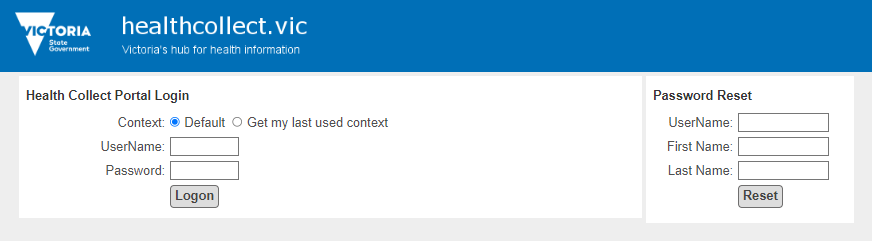 VICTORIA
State
Government
healthcollect.vic
Victoria's hub for health information
Health Collect Portal Login
Context: Default Get my last used context
UserName:
Password:
Logon
Password Reset
UserName:
First Name:
Last Name:
Reset